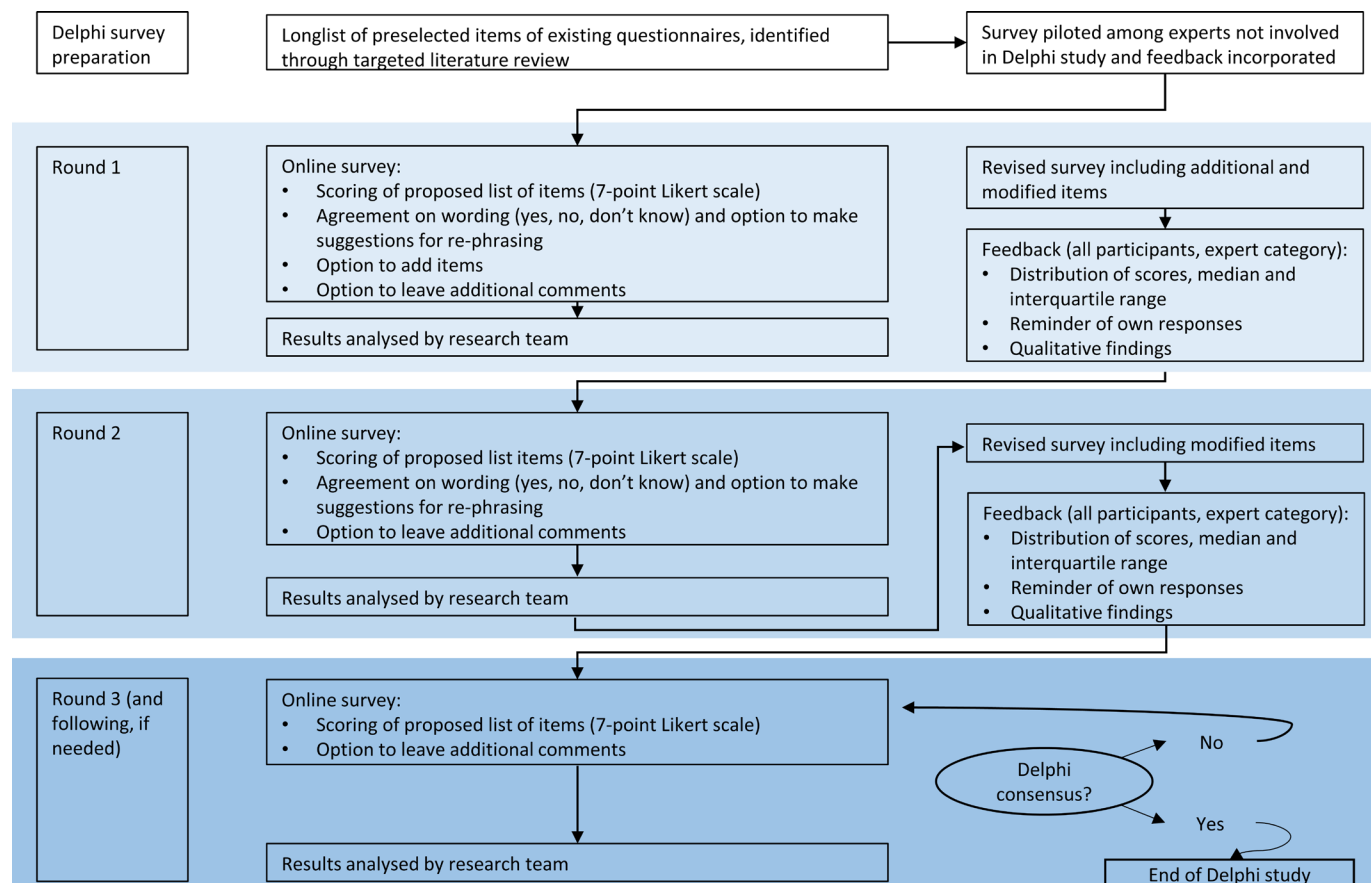 Delphi survey
preparation
Longlist of preselected items of existing questionnaires, identified
through targeted literature review
Survey piloted among experts not involved
in Delphi study and feedback incorporated
Round 1
Online survey:
• Scoring of proposed list of items (7-point Likert scale)
• Agreement on wording (yes, no, don’t know) and option to make
suggestions for re-phrasing
• Option to add items
• Option to leave additional comments
Results analysed by research team
Revised survey including additional and
modified items
Feedback (all participants, expert category):
• Distribution of scores, median and
interquartile range
• Reminder of own responses
• Qualitative findings
Round 2
Online survey:
• Scoring of proposed list items (7-point Likert scale)
• Agreement on wording (yes, no, don’t know) and option to make
suggestions for re-phrasing
• Option to leave additional comments
Results analysed by research team
Revised survey including modified items
Feedback (all participants, expert category):
• Distribution of scores, median and
interquartile range
• Reminder of own responses
• Qualitative findings
Round 3 (and
following, if
needed)
Online survey:
• Scoring of proposed list of items (7-point Likert scale)
• Option to leave additional comments
Results analysed by research team
Delphi
consensus?
No
Yes
End of Delphi study